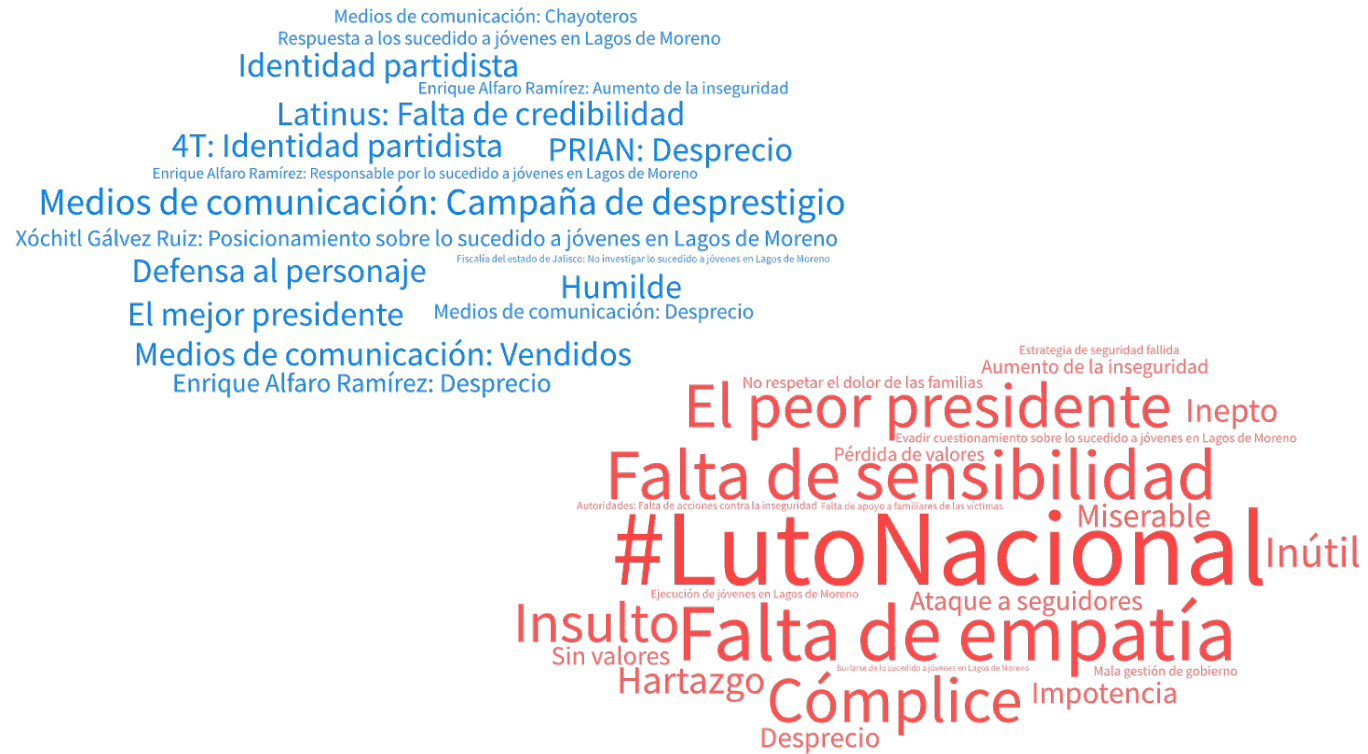 Medios de comunicación: Chayoteros
Respuesta a los sucedido a jóvenes en Lagos de Moreno
Identidad partidista
Enrique Alfaro Ramírez: Aumento de la inseguridad
Latinus: Falta de credibilidad
4T: Identidad partidista
PRIAN: Desprecio
Enrique Alfaro Ramírez: Responsable por lo sucedido a jóvenes en Lagos de Moreno
Medios de comunicación: Campaña de desprestigio
Xóchitl Gálvez Ruiz: Posicionamiento sobre lo sucedido a jóvenes en Lagos de Moreno
Fiscalía del estado de Jalisco: No investigar lo sucedido a jóvenes en Lagos de Moreno
Defensa al personaje
Humilde
El mejor presidente
Medios de comunicación: Desprecio
Medios de comunicación: Vendidos
Enrique Alfaro Ramírez: Desprecio
Estrategia de seguridad fallida
Aumento de la inseguridad
No respetar el dolor de las familias
El peor presidente
Inepto
Evadir cuestionamiento sobre lo sucedido a jóvenes en Lagos de Moreno
Pérdida de valores
Falta de sensibilidad
Autoridades: Falta de acciones contra la inseguridad
Falta de apoyo a familiares de las víctimas
Miserable
#LutoNacional
Inútil
Ejecución de jóvenes en Lagos de Moreno
Ataque a seguidores
Insulto
Falta de empatía
Sin valores
Burlarse de lo sucedido a jóvenes en Lagos de Moreno
Mala gestión de gobierno
Hartazgo
Cómplice
Impotencia
Desprecio